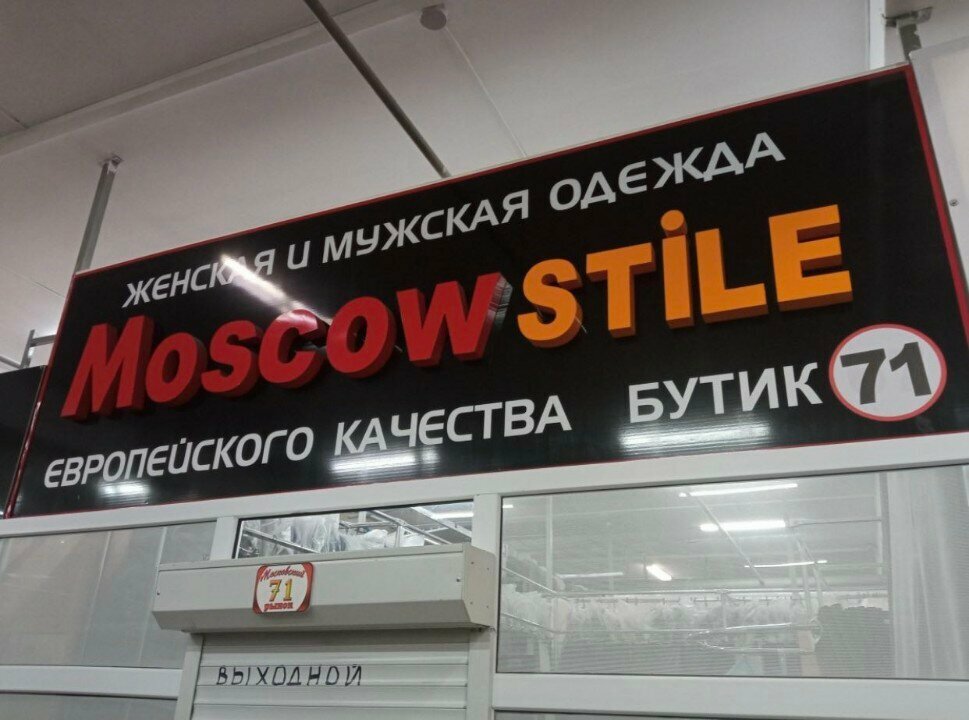 ЖЕНСКАЯ И МУЖСКАЯ ОДЕЖДА
MOSCOW STiLE
ЕВРОПЕЙСКОГО КАЧЕСТВА БУТИК 71
Московский
71
рынок
ВЫХОДНОЙ